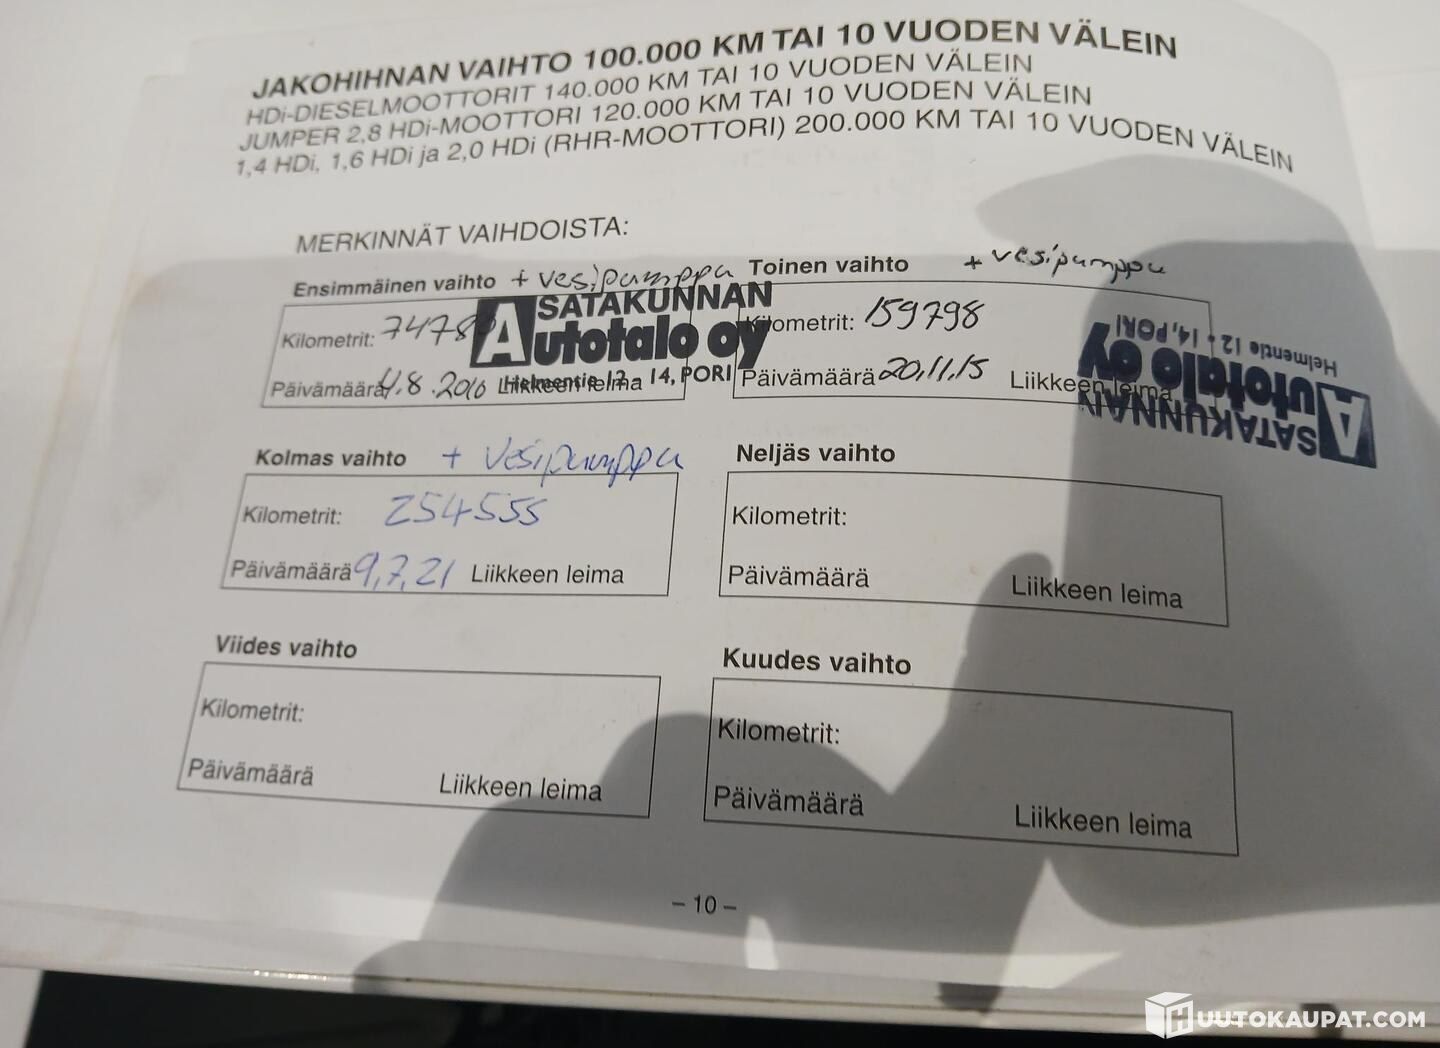 JAKOHIHNAN VAIHTO 100.000 KM TAI 10 VUODEN VÄLEIN
HDi-DIESELMOOTTORIT 140.000 KM TAI 10 VUODEN VÄLEIN
JUMPER 2,8 HDi-MOOTTORI 120.000 KM TAI 10 VUODEN VÄLEIN
1,4 HDi, 1,6 HDi ja 2,0 HDi (RHR-MOOTTORI) 200.000 KM TAI 10 VUODEN VÄLEIN
MERKINNÄT VAIHDOISTA:
Ensimmäinen vaihto + vesipumppu
Kilometrit:
Päivämäärä 4.8.2010 Liikkeen leima
SATAKUNNAN
Autotalo oy
Helmentie 12 - 14, PORI
Toinen vaihto + vesipumppu
Kilometrit: 159798
Päivämäärä 20,11,15 Liikkeen leima
SATAKUNNAN
Autotalo oy
Helmentie 12 - 14, PORI
Kolmas vaihto + vesipumppu
Kilometrit: 254555
Päivämäärä 9,7,21 Liikkeen leima
Neljäs vaihto
Kilometrit:
Päivämäärä Liikkeen leima
Viides vaihto
Kilometrit:
Päivämäärä Liikkeen leima
Kuudes vaihto
Kilometrit:
Päivämäärä Liikkeen leima
– 10 –
HUUTOKAUPAT.COM